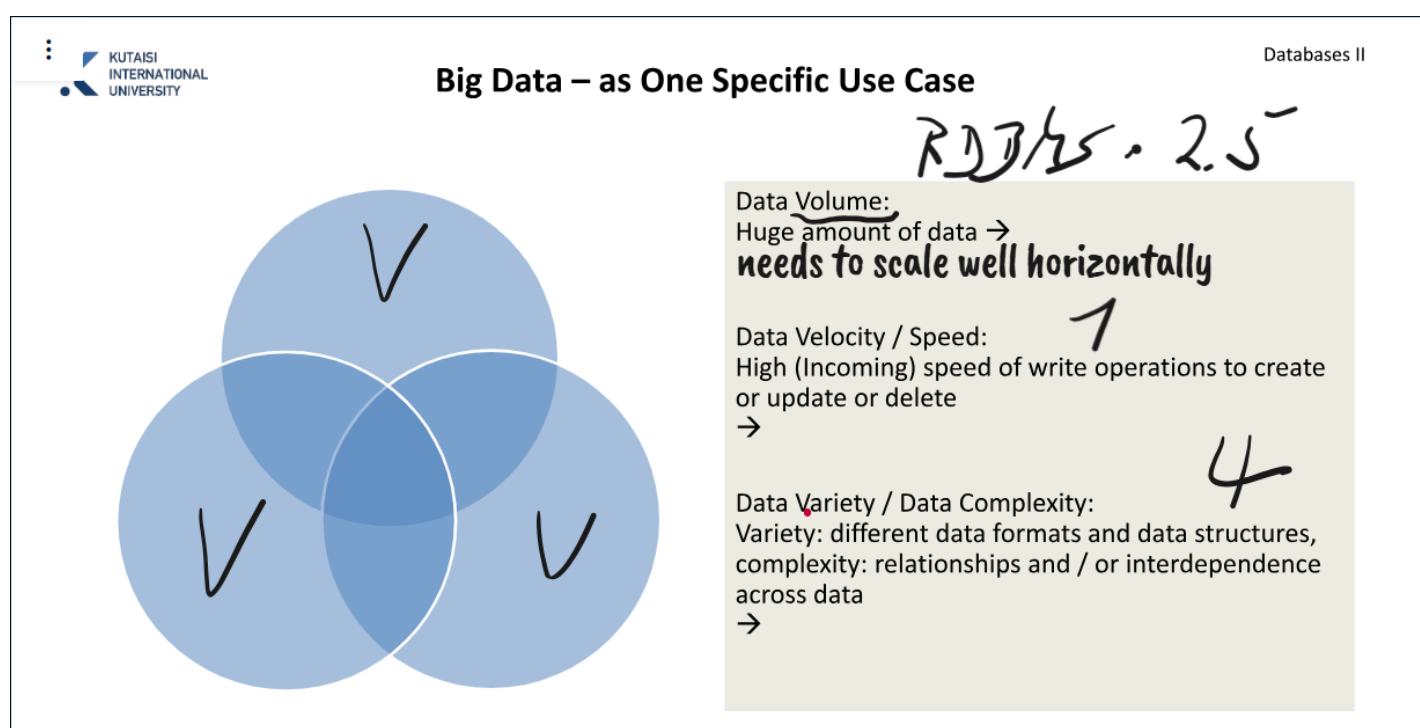 KUTAISI
INTERNATIONAL
UNIVERSITY
Databases II
Big Data – as One Specific Use Case
RDBMS . 2.5
Data Volume:
Huge amount of data →
needs to scale well horizontally
1
Data Velocity / Speed:
High (Incoming) speed of write operations to create
or update or delete
→
4
Data Variety / Data Complexity:
Variety: different data formats and data structures,
complexity: relationships and / or interdependence
across data
→
V
V
V